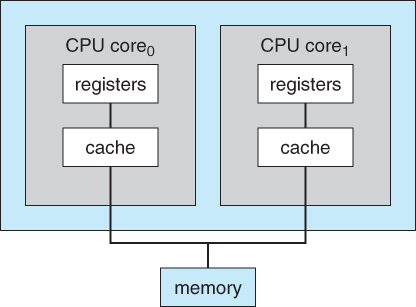 CPU core₀
registers
cache
CPU core₁
registers
cache
memory